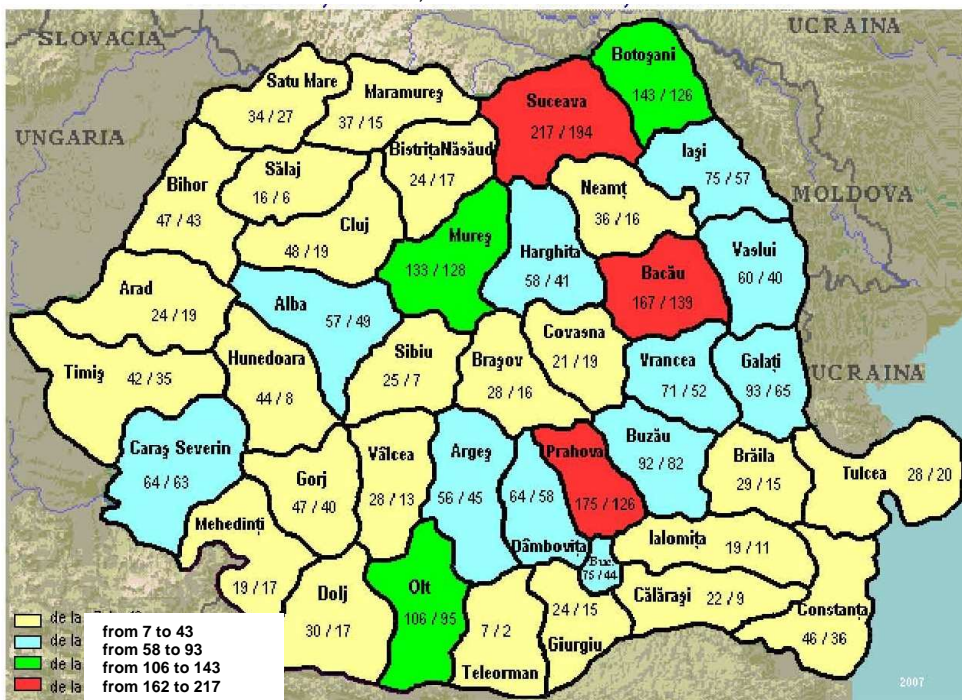 SLOVACIA
UCRAINA
Botoşani
143 / 126
Satu Mare
34 / 27
Maramureş
37 / 15
Suceava
217 / 194
UNGARIA
BistriţaNăsăud
24 / 17
Iaşi
75 / 57
Sălaj
16 / 6
Neamţ
36 / 16
MOLDOVA
Bihor
47 / 43
Cluj
48 / 19
Mureş
133 / 128
Harghita
58 / 41
Bacău
167 / 139
Vaslui
60 / 40
Arad
24 / 19
Alba
57 / 49
Covasna
21 / 19
Hunedoara
44 / 8
Sibiu
25 / 7
Braşov
28 / 16
Vrancea
71 / 52
Galaţi
93 / 65
UCRAINA
Timiş
42 / 35
Caraş Severin
64 / 63
Vâlcea
28 / 13
Argeş
56 / 45
Prahova
175 / 126
Buzău
92 / 82
Brăila
29 / 15
Tulcea
28 / 20
Gorj
47 / 40
64 / 58
Dâmboviţa
Mehedinţi
19 / 17
Ialomiţa
19 / 11
Buc.
75 / 44
Dolj
30 / 17
Olt
106 / 95
7 / 2
Teleorman
24 / 15
Giurgiu
Călăraşi
22 / 9
Constanţa
46 / 36
de la
de la
de la
de la
from 7 to 43
from 58 to 93
from 106 to 143
from 162 to 217
2007